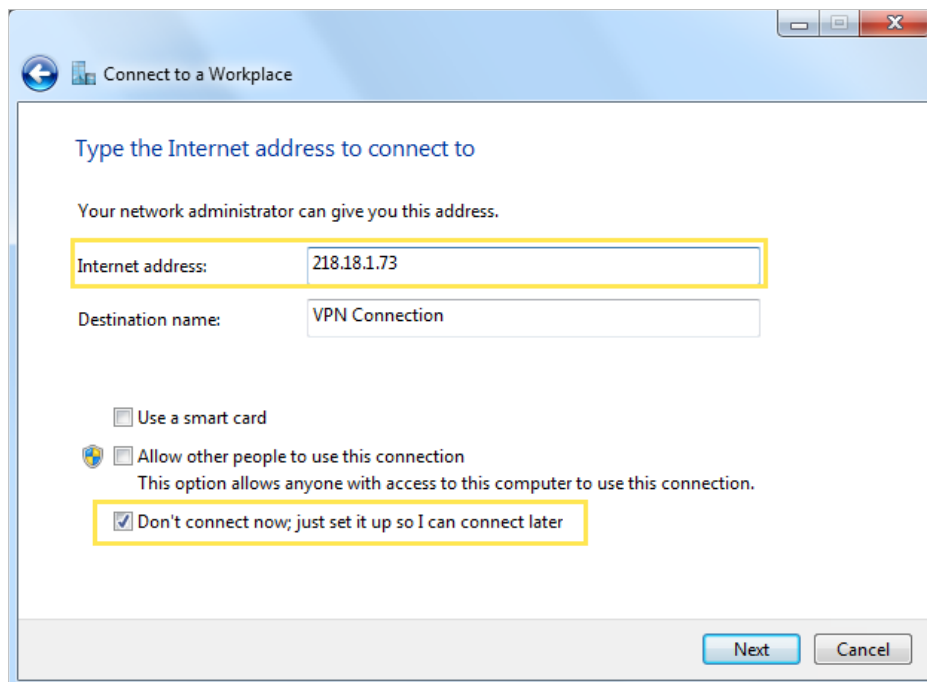 Connect to a Workplace
Type the Internet address to connect to
Your network administrator can give you this address.
Internet address: 218.18.1.73
Destination name: VPN Connection
Use a smart card
Allow other people to use this connection
This option allows anyone with access to this computer to use this connection.
Don't connect now; just set it up so I can connect later
Next Cancel